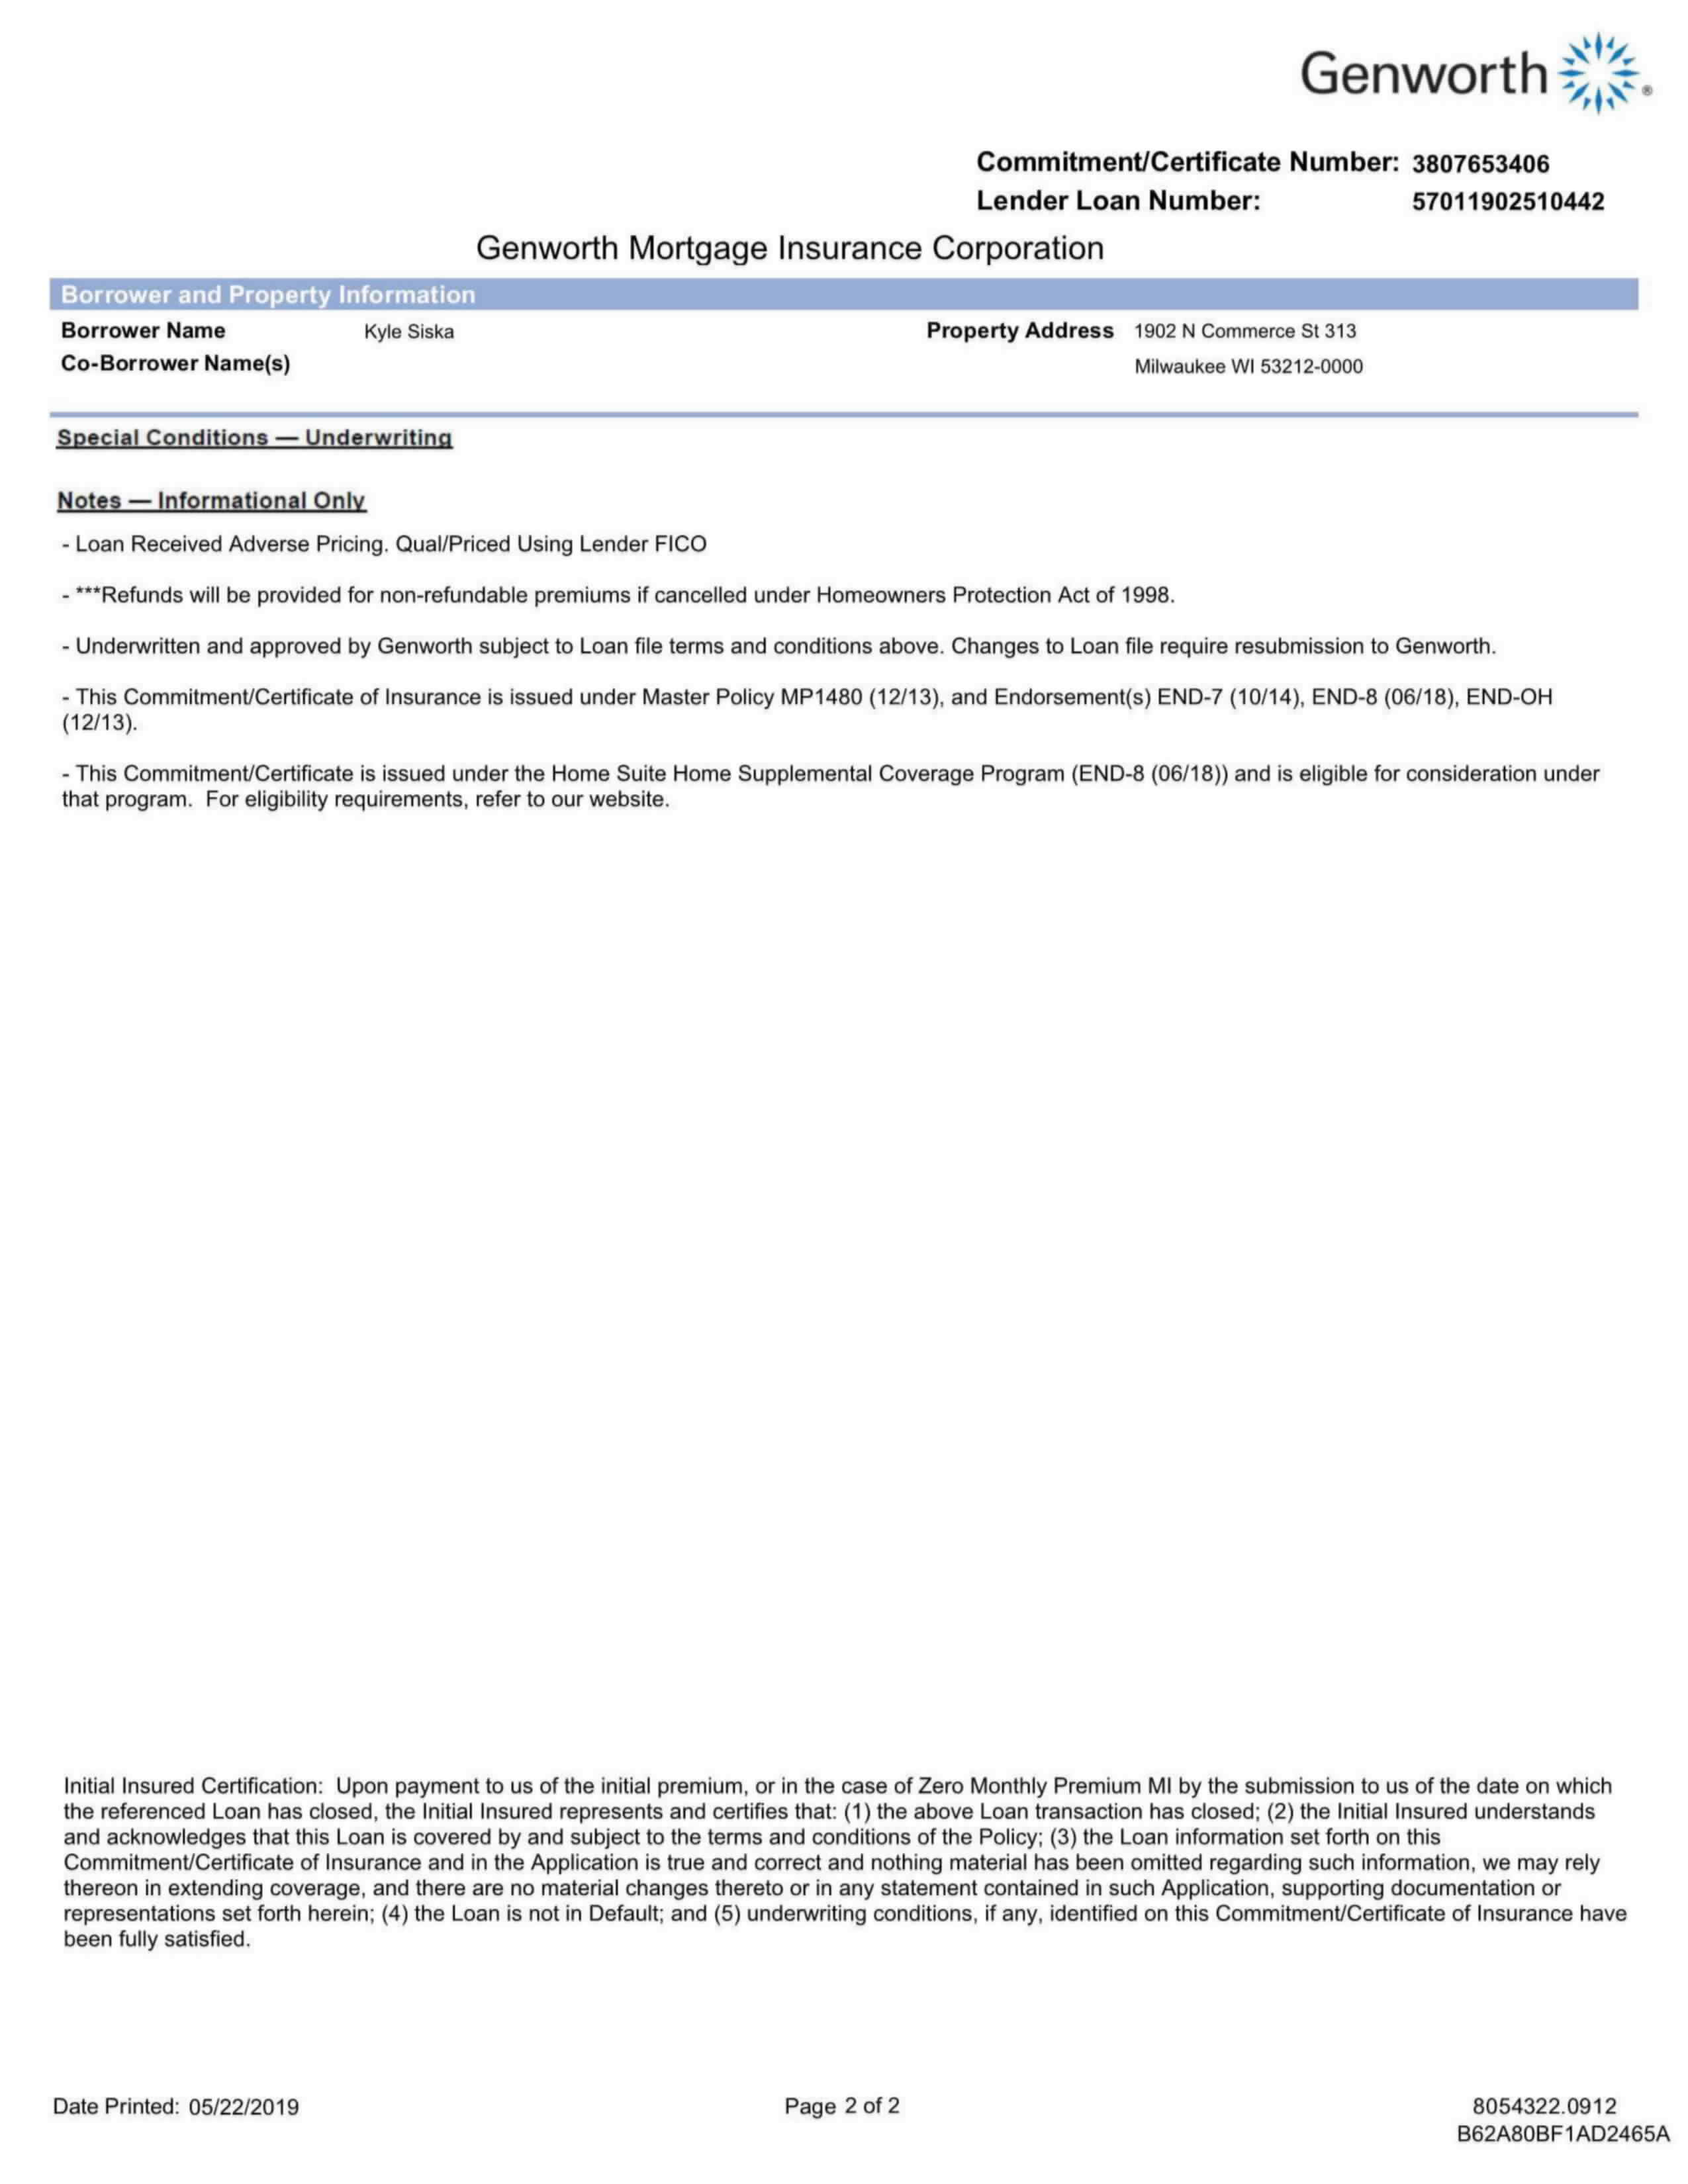 Genworth
Commitment/Certificate Number: 3807653406
Lender Loan Number: 57011902510442
Genworth Mortgage Insurance Corporation
Borrower and Property Information
Borrower Name Kyle Siska Property Address 1902 N Commerce St 313
Co-Borrower Name(s) Milwaukee WI 53212-0000
Special Conditions — Underwriting
Notes — Informational Only
- Loan Received Adverse Pricing. Qual/Priced Using Lender FICO
- ***Refunds will be provided for non-refundable premiums if cancelled under Homeowners Protection Act of 1998.
- Underwritten and approved by Genworth subject to Loan file terms and conditions above. Changes to Loan file require resubmission to Genworth.
- This Commitment/Certificate of Insurance is issued under Master Policy MP1480 (12/13), and Endorsement(s) END-7 (10/14), END-8 (06/18), END-OH
(12/13).
- This Commitment/Certificate is issued under the Home Suite Home Supplemental Coverage Program (END-8 (06/18)) and is eligible for consideration under
that program. For eligibility requirements, refer to our website.
Initial Insured Certification: Upon payment to us of the initial premium, or in the case of Zero Monthly Premium MI by the submission to us of the date on which
the referenced Loan has closed, the Initial Insured represents and certifies that: (1) the above Loan transaction has closed; (2) the Initial Insured understands
and acknowledges that this Loan is covered by and subject to the terms and conditions of the Policy; (3) the Loan information set forth on this
Commitment/Certificate of Insurance and in the Application is true and correct and nothing material has been omitted regarding such information, we may rely
thereon in extending coverage, and there are no material changes thereto or in any statement contained in such Application, supporting documentation or
representations set forth herein; (4) the Loan is not in Default; and (5) underwriting conditions, if any, identified on this Commitment/Certificate of Insurance have
been fully satisfied.
Date Printed: 05/22/2019 Page 2 of 2 8054322.0912
B62A80BF1AD2465A